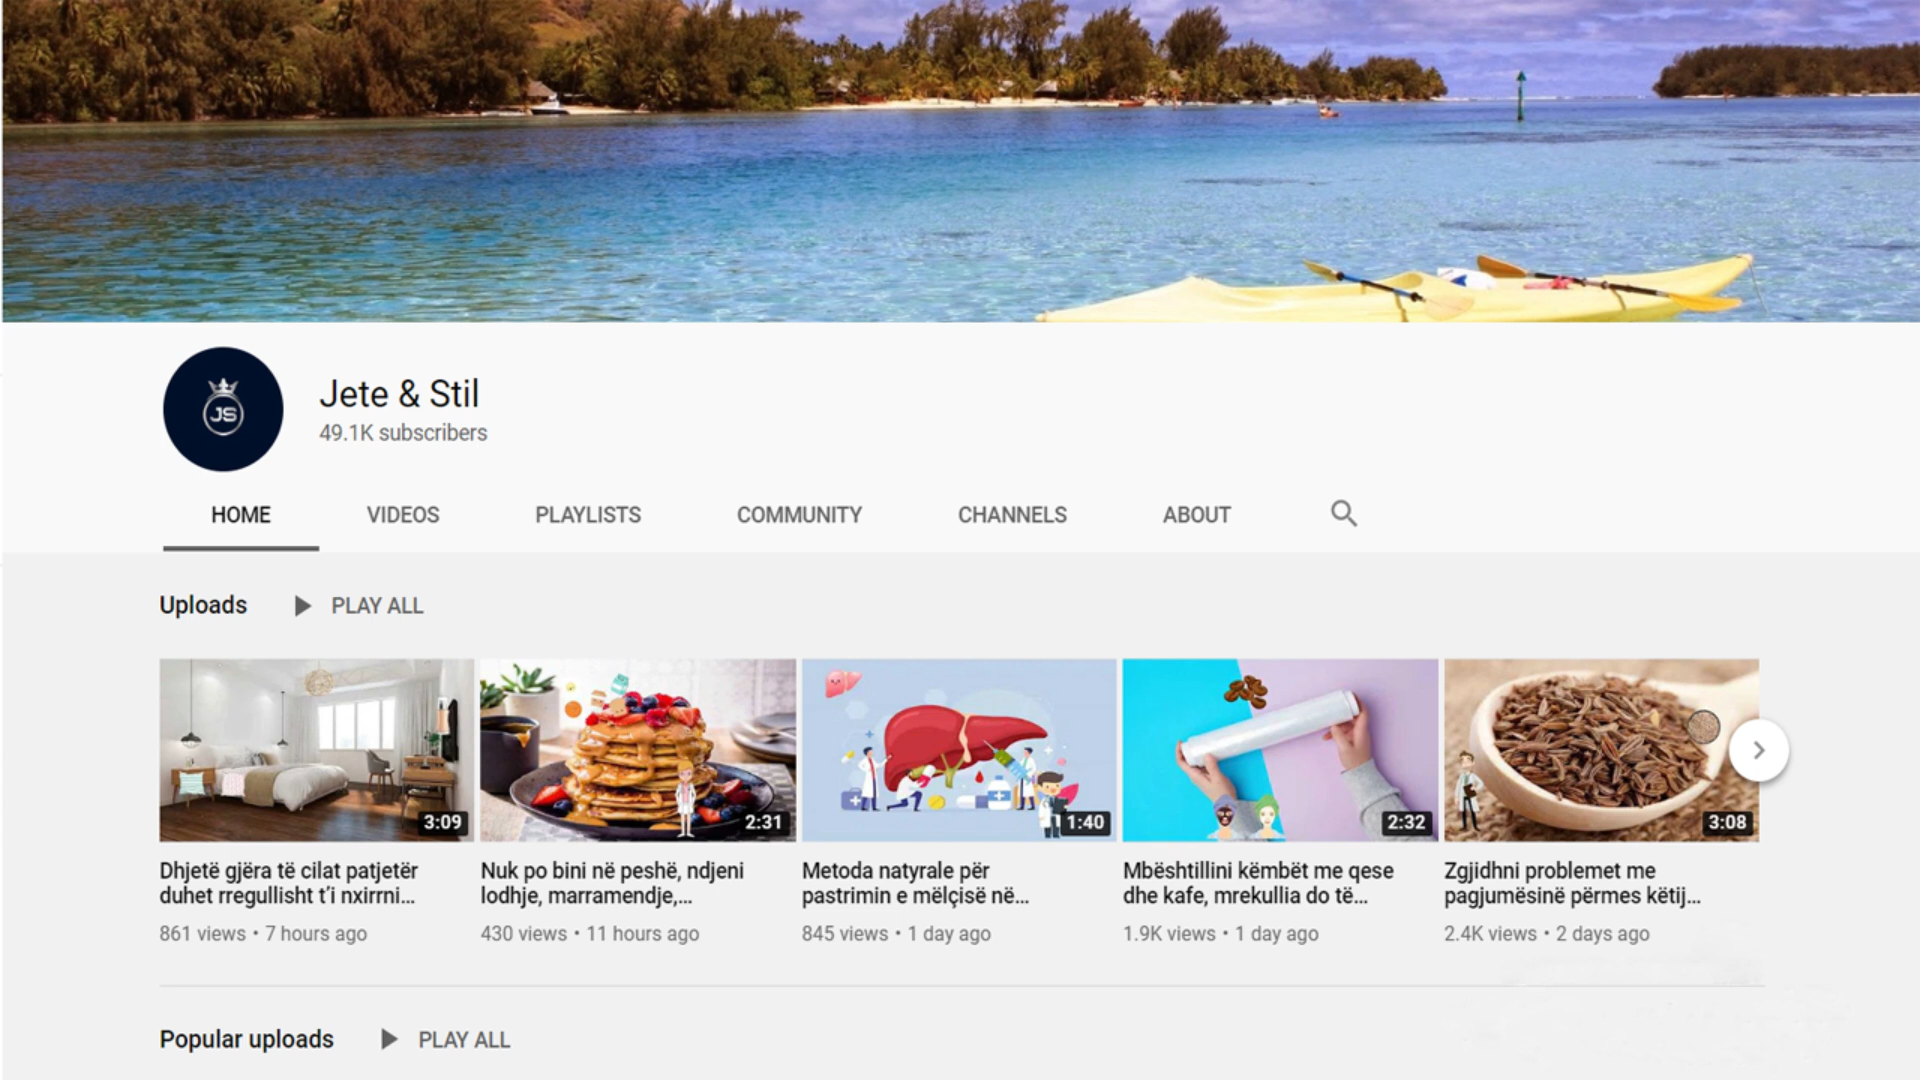 JS
Jete & Stil
49.1K subscribers
HOME VIDEOS PLAYLISTS COMMUNITY CHANNELS ABOUT
Uploads PLAY ALL
3:09 2:31 1:40 2:32 3:08
Dhjetë gjëra të cilat patjetër
duhet rregullisht t'i nxirrni...
861 views • 7 hours ago
Nuk po bini në peshë, ndjeni
lodhje, marramendje,...
430 views • 11 hours ago
Metoda natyrale për
pastrimin e mëlçisë në...
845 views • 1 day ago
Mbështillini këmbët me qese
dhe kafe, mrekullia do të...
1.9K views • 1 day ago
Zgjidhni problemet me
pagjumësinë përmes këtij...
2.4K views • 2 days ago
Popular uploads PLAY ALL